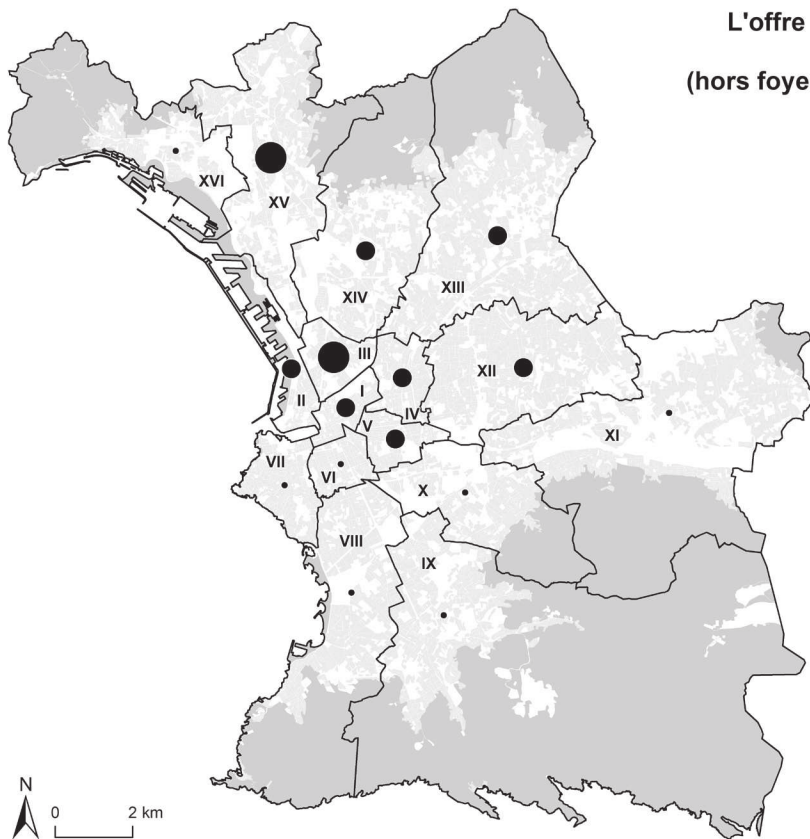 L'offre
(hors foye
XVI
XV
XIV
XIII
III
XII
II
I
IV
V
XI
VII
VI
X
VIII
IX
N
0 2 km